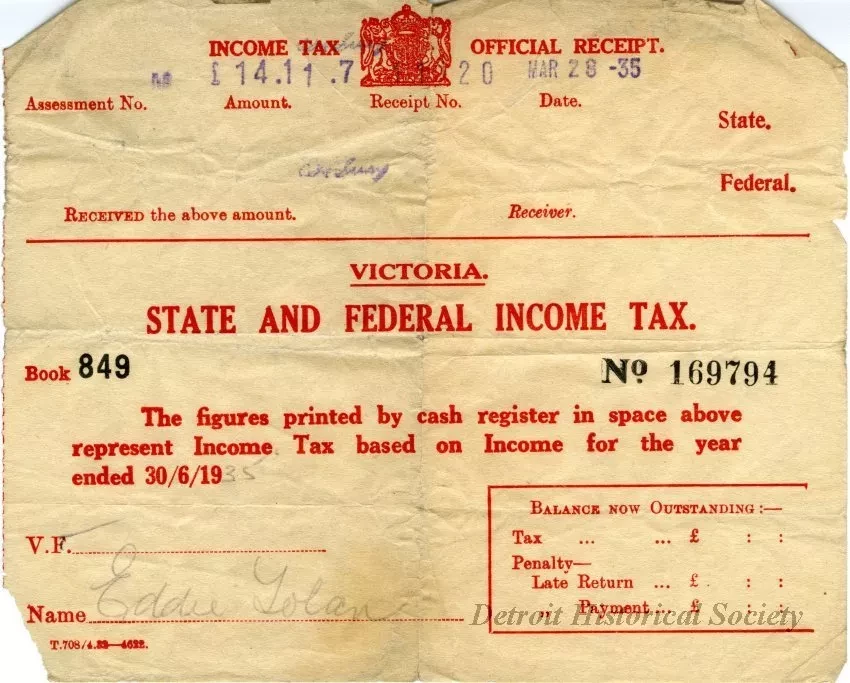 INCOME TAX OFFICIAL RECEIPT.
£ 14.11.7 20 MAR 28 -35
Assessment No. Amount. Receipt No. Date.
State.
Federal.
RECEIVED the above amount. Receiver.
VICTORIA.
STATE AND FEDERAL INCOME TAX.
Book 849 No 169794
The figures printed by cash register in space above
represent Income Tax based on Income for the year
ended 30/6/1935
BALANCE NOW OUTSTANDING :—
V.F. Tax ... ... £ : :
Penalty—
Late Return ... £ : :
Name Eddie Tolan „ Payment ... £ : :
Detroit Historical Society
T.708/4.32—4622.